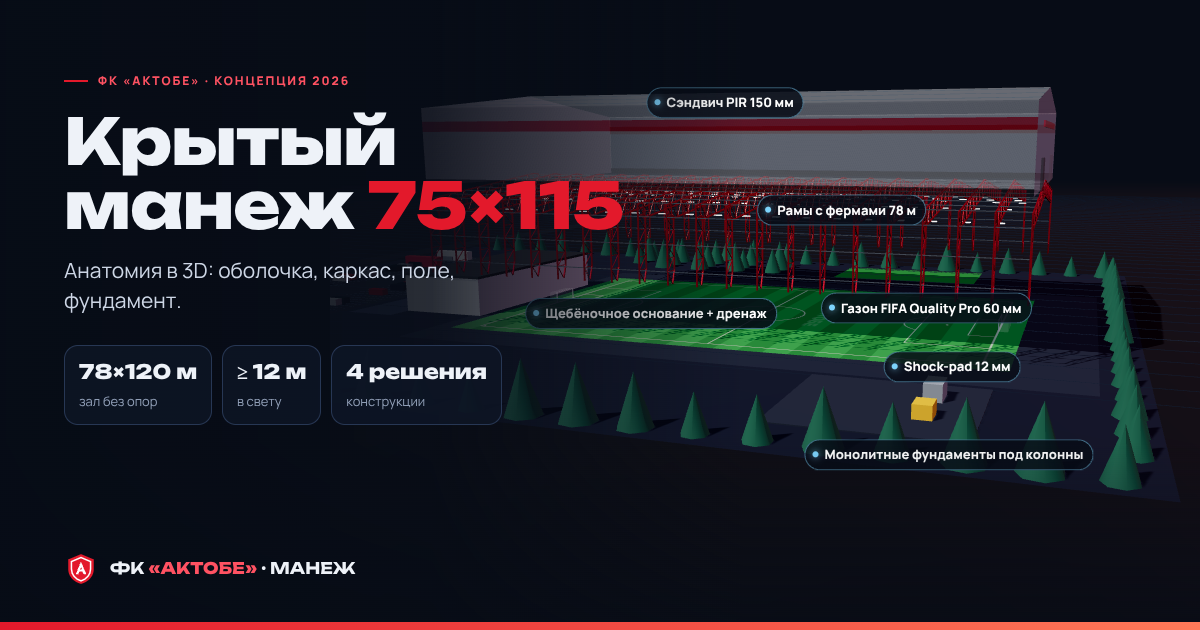 ФК «АКТОБЕ» · КОНЦЕПЦИЯ 2026
Крытый
манеж 75×115
Анатомия в 3D: оболочка, каркас, поле,
фундамент.
78×120 м
зал без опор
≥ 12 м
в свету
4 решения
конструкции
Сэндвич PIR 150 мм
Рамы с фермами 78 м
Щебёночное основание + дренаж
Газон FIFA Quality Pro 60 мм
Shock-pad 12 мм
Монолитные фундаменты под колонны
A
ФК «АКТОБЕ» · МАНЕЖ